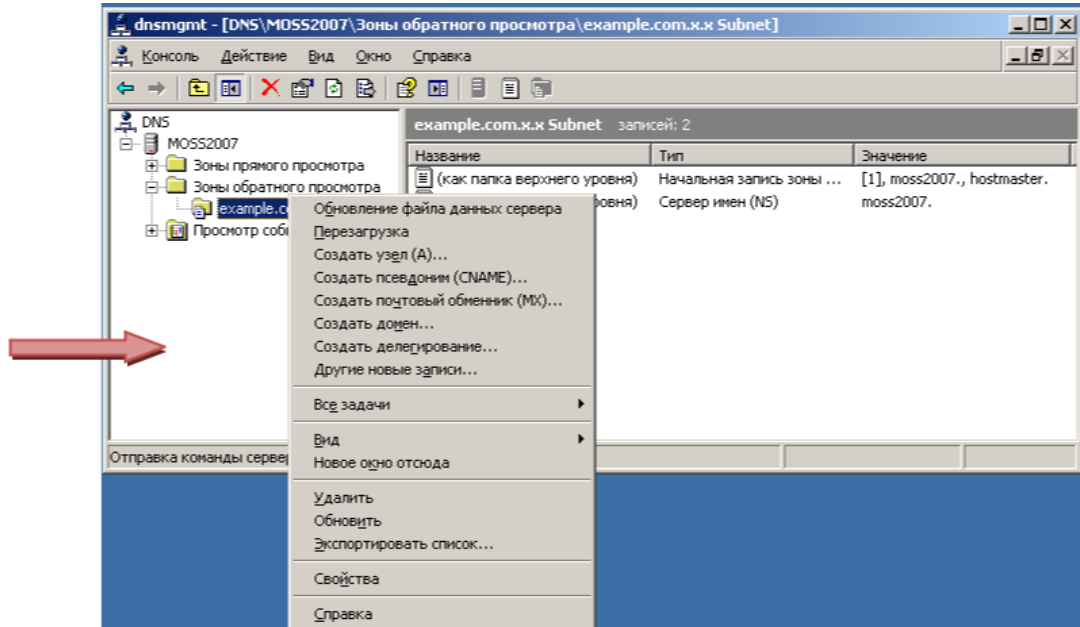 dnsmgmt - [DNS\MOSS2007\Зоны обратного просмотра\example.com.x.x Subnet]
Консоль Действие Вид Окно Справка
DNS
MOSS2007
Зоны прямого просмотра
Зоны обратного просмотра
example.c
Просмотр соб
example.com.x.x Subnet записей: 2
Название Тип Значение
(как папка верхнего уровня) Начальная запись зоны ... [1], moss2007., hostmaster.
овня) Сервер имен (NS) moss2007.
Обновление файла данных сервера
Перезагрузка
Создать узел (A)...
Создать псевдоним (CNAME)...
Создать почтовый обменник (MX)...
Создать домен...
Создать делегирование...
Другие новые записи...
Все задачи
Вид
Новое окно отсюда
Удалить
Обновить
Экспортировать список...
Свойства
Справка
Отправка команды серве